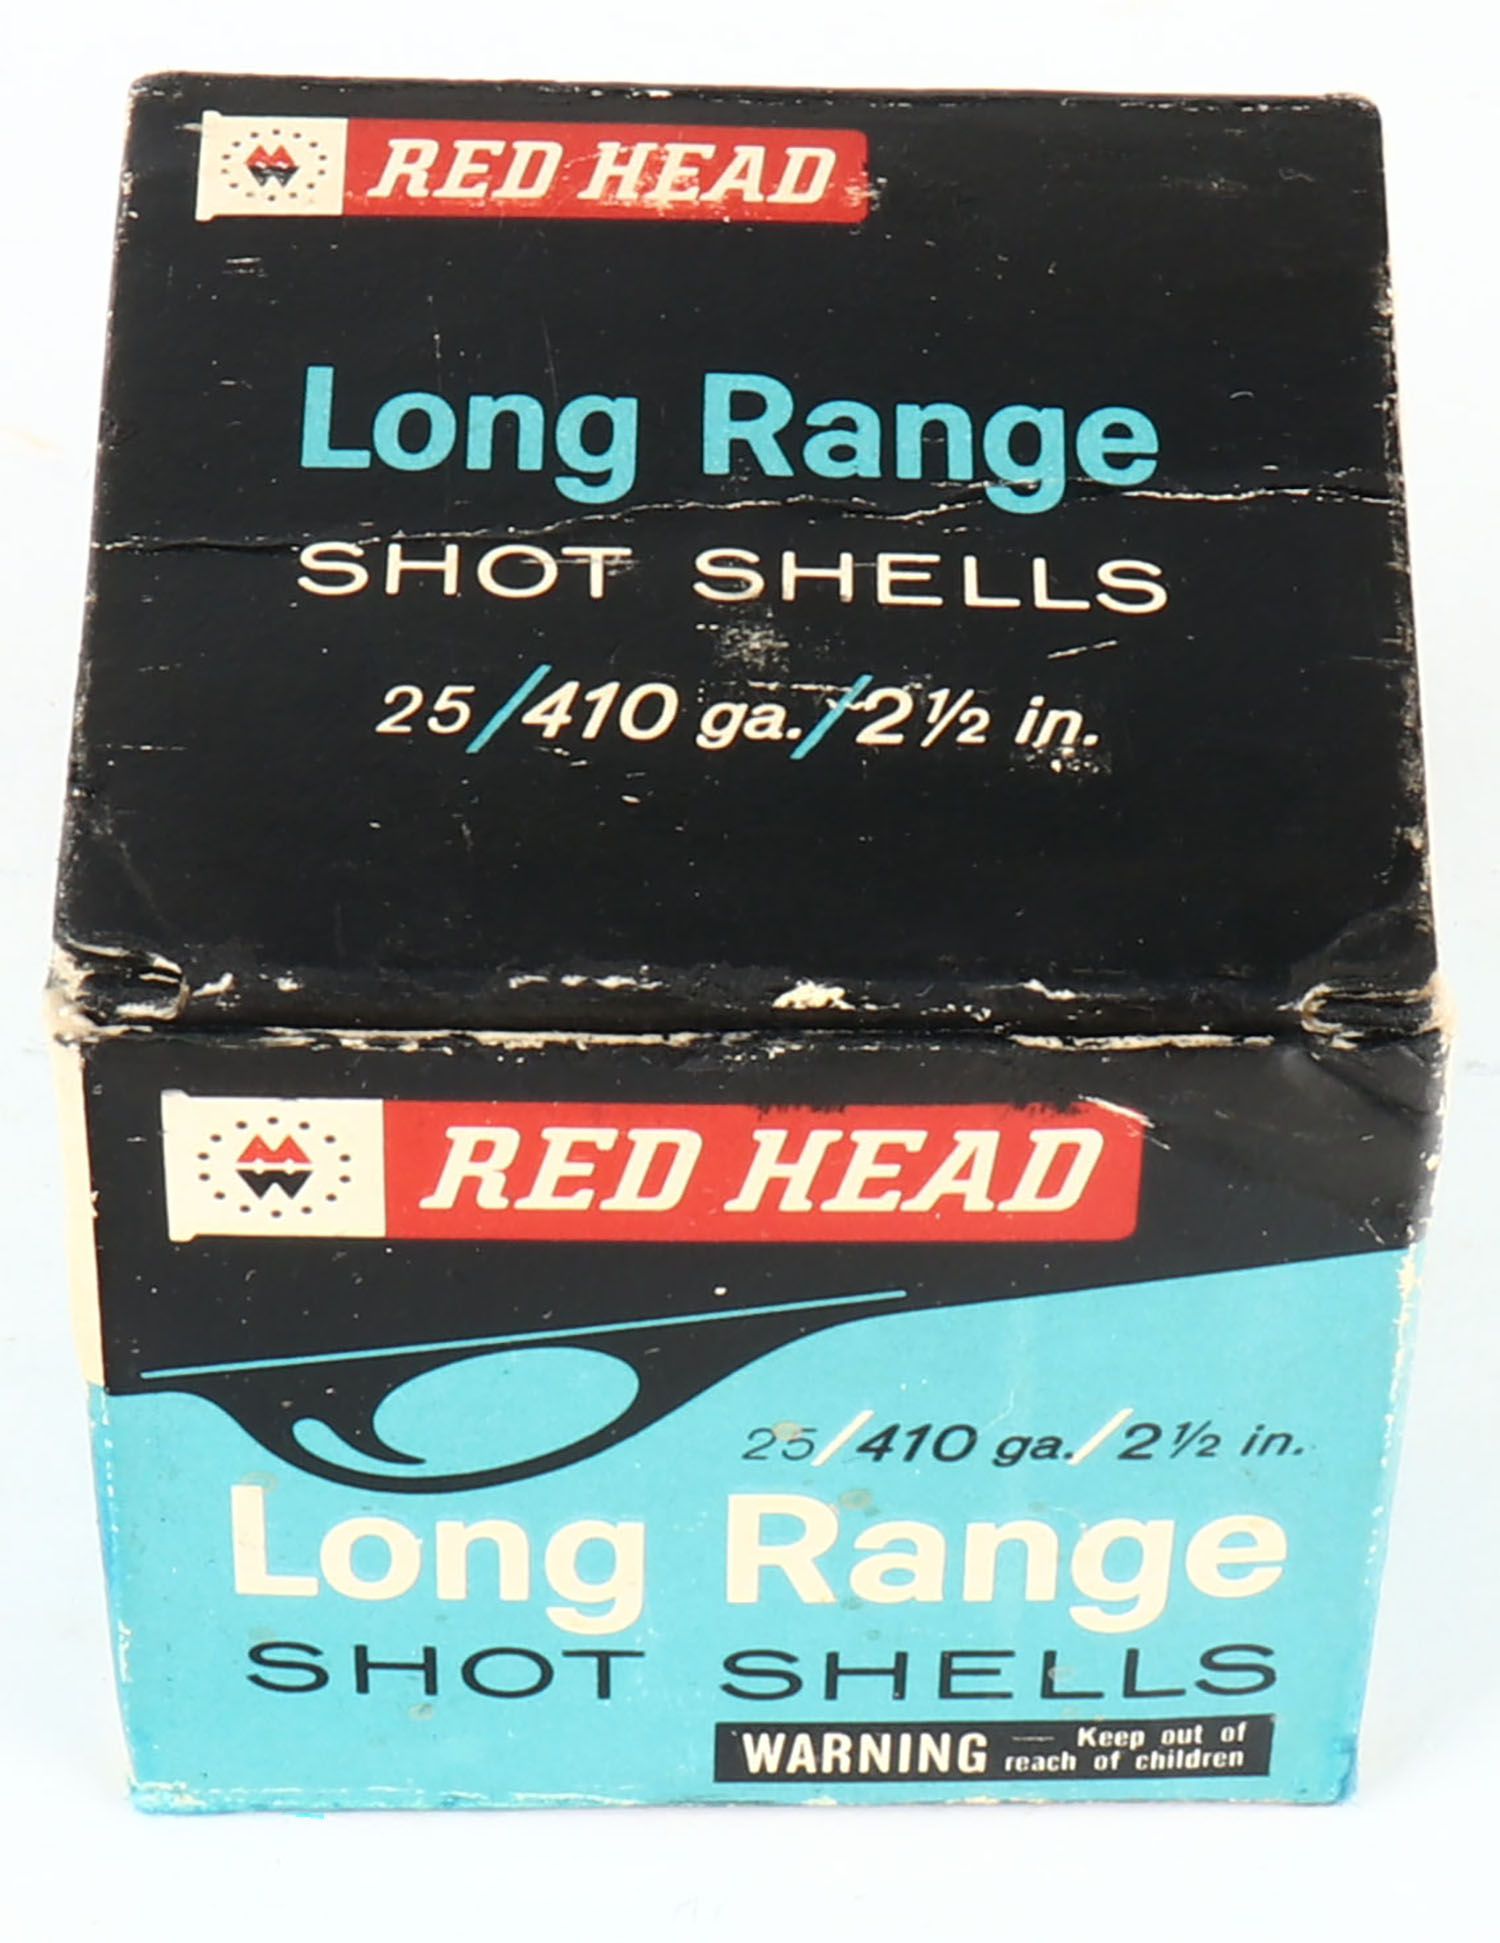 RED HEAD
Long Range
SHOT SHELLS
25/410 ga./2½ in.
RED HEAD
25/410 ga./2½ in.
Long Range
SHOT SHELLS
WARNING — Keep out of
reach of children